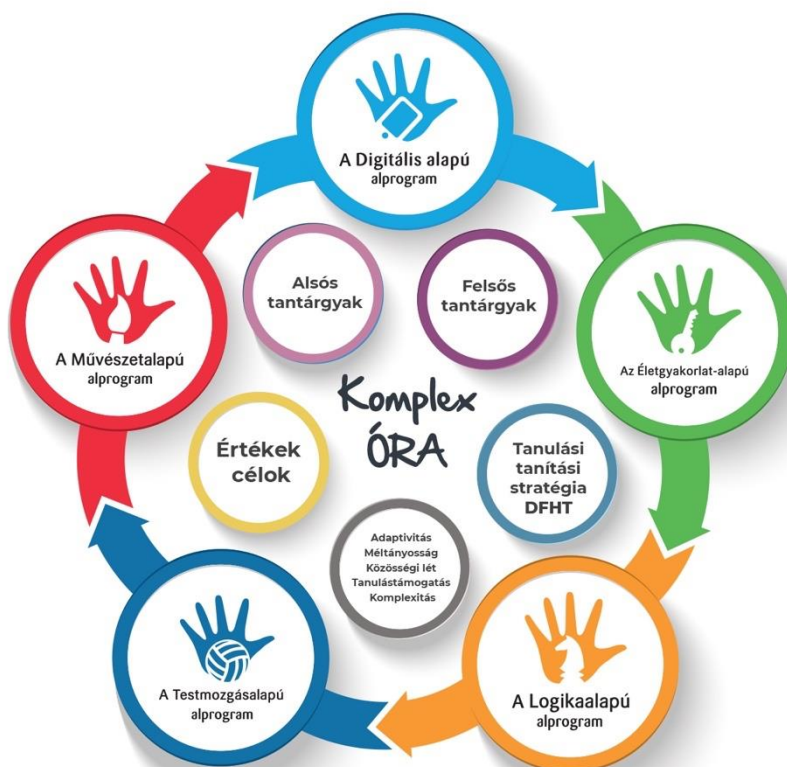 A Digitális alapú
alprogram
Alsós
tantárgyak
Felsős
tantárgyak
A Művészetalapú
alprogram
Az Életgyakorlat-alapú
alprogram
Komplex
ÓRA
Értékek
célok
Tanulási
tanítási
stratégia
DFHT
Adaptivitás
Méltányosság
Közösségi lét
Tanulástámogatás
Komplexitás
A Testmozgásalapú
alprogram
A Logikaalapú
alprogram